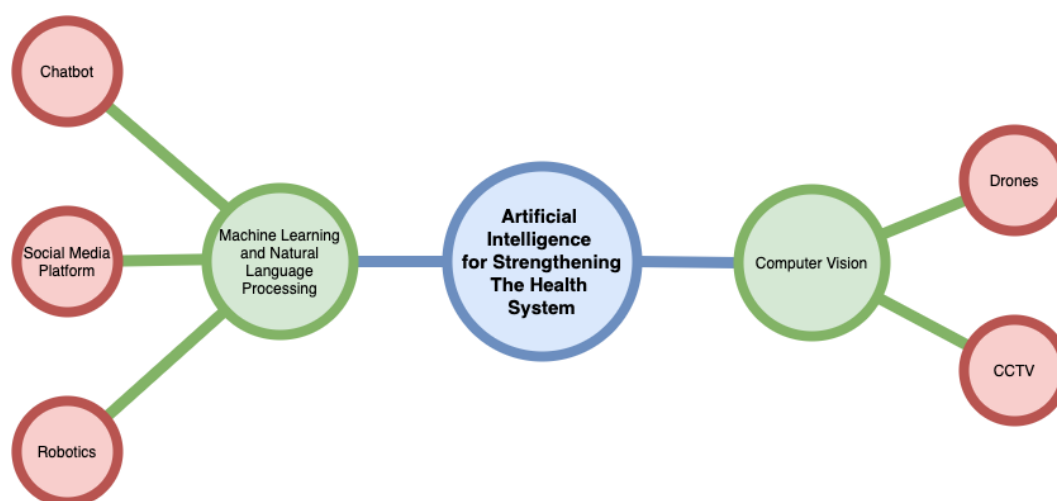 Chatbot
Social Media
Platform
Robotics
Machine Learning
and Natural
Language
Processing
Artificial
Intelligence
for Strengthening
The Health
System
Computer Vision
Drones
CCTV